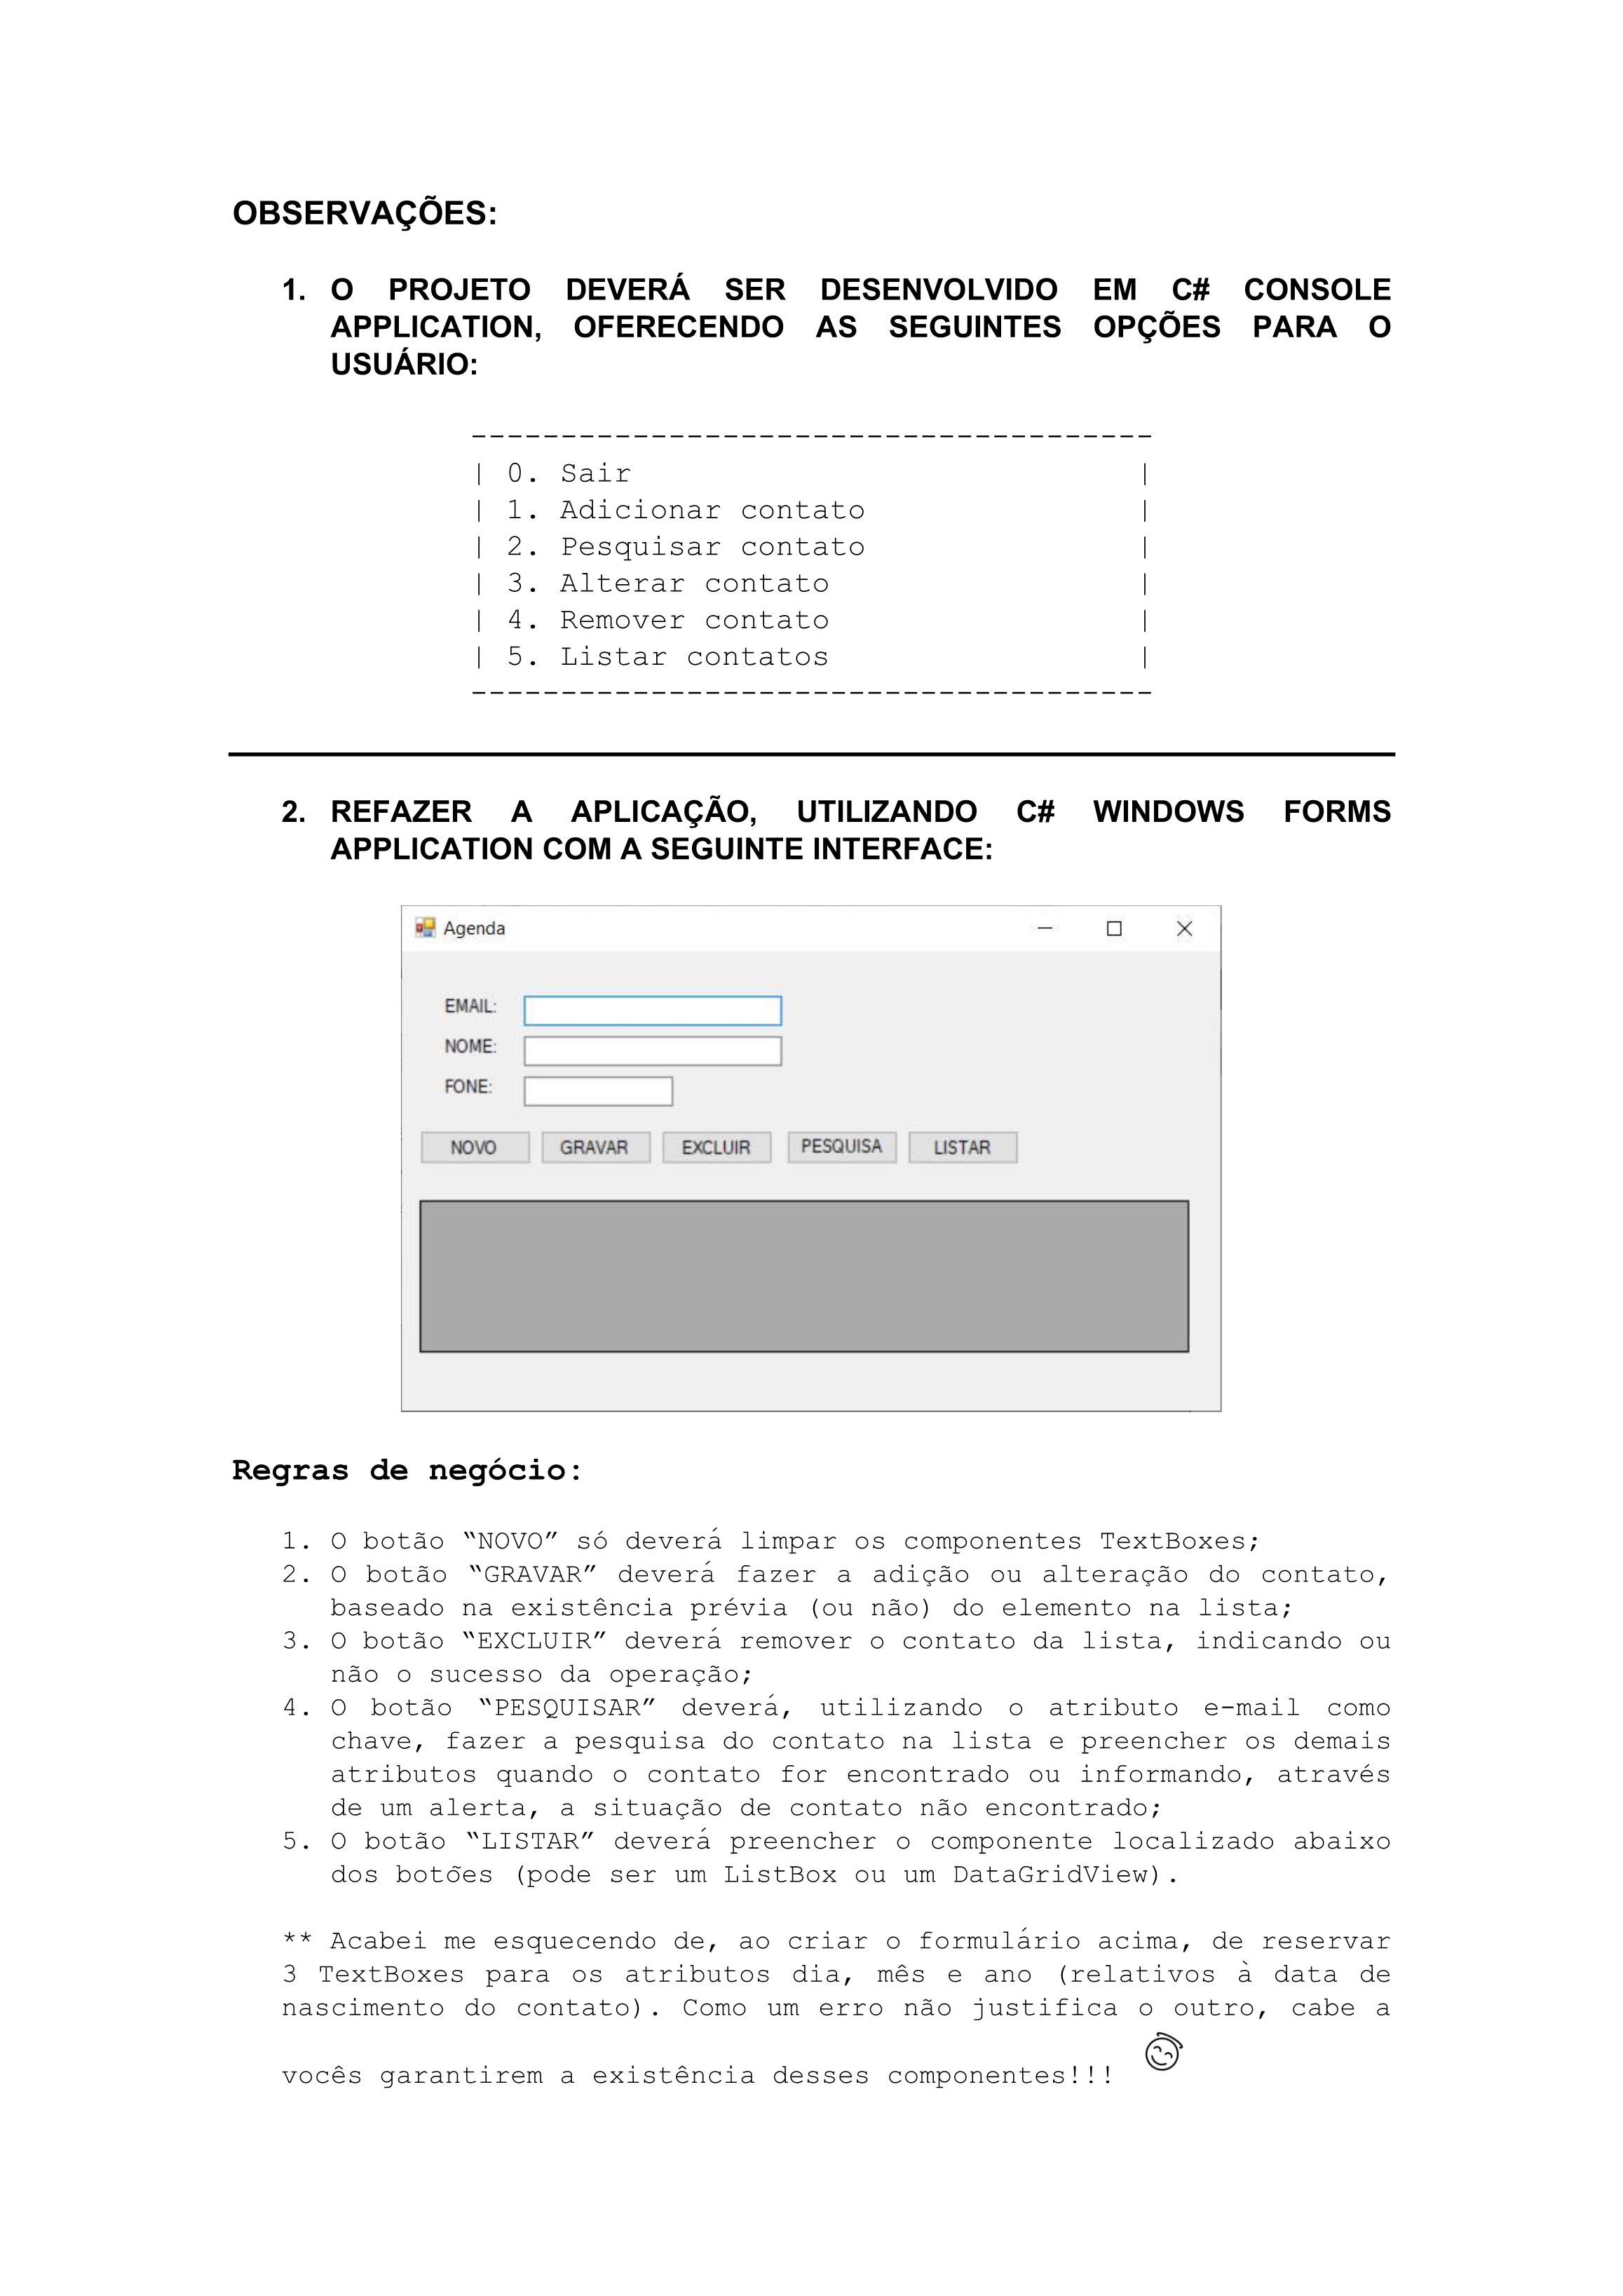 OBSERVAÇÕES:
1. O PROJETO DEVERÁ SER DESENVOLVIDO EM C# CONSOLE
APPLICATION, OFERECENDO AS SEGUINTES OPÇÕES PARA O
USUÁRIO:
--------------------------------------
| 0. Sair |
| 1. Adicionar contato |
| 2. Pesquisar contato |
| 3. Alterar contato |
| 4. Remover contato |
| 5. Listar contatos |
--------------------------------------
2. REFAZER A APLICAÇÃO, UTILIZANDO C# WINDOWS FORMS
APPLICATION COM A SEGUINTE INTERFACE:
Agenda
EMAIL:
NOME:
FONE:
NOVO GRAVAR EXCLUIR PESQUISA LISTAR
Regras de negócio:
1. O botão “NOVO” só deverá limpar os componentes TextBoxes;
2. O botão “GRAVAR” deverá fazer a adição ou alteração do contato,
baseado na existência prévia (ou não) do elemento na lista;
3. O botão “EXCLUIR” deverá remover o contato da lista, indicando ou
não o sucesso da operação;
4. O botão “PESQUISAR” deverá, utilizando o atributo e-mail como
chave, fazer a pesquisa do contato na lista e preencher os demais
atributos quando o contato for encontrado ou informando, através
de um alerta, a situação de contato não encontrado;
5. O botão “LISTAR” deverá preencher o componente localizado abaixo
dos botões (pode ser um ListBox ou um DataGridView).
** Acabei me esquecendo de, ao criar o formulário acima, de reservar
3 TextBoxes para os atributos dia, mês e ano (relativos à data de
nascimento do contato). Como um erro não justifica o outro, cabe a
vocês garantirem a existência desses componentes!!!